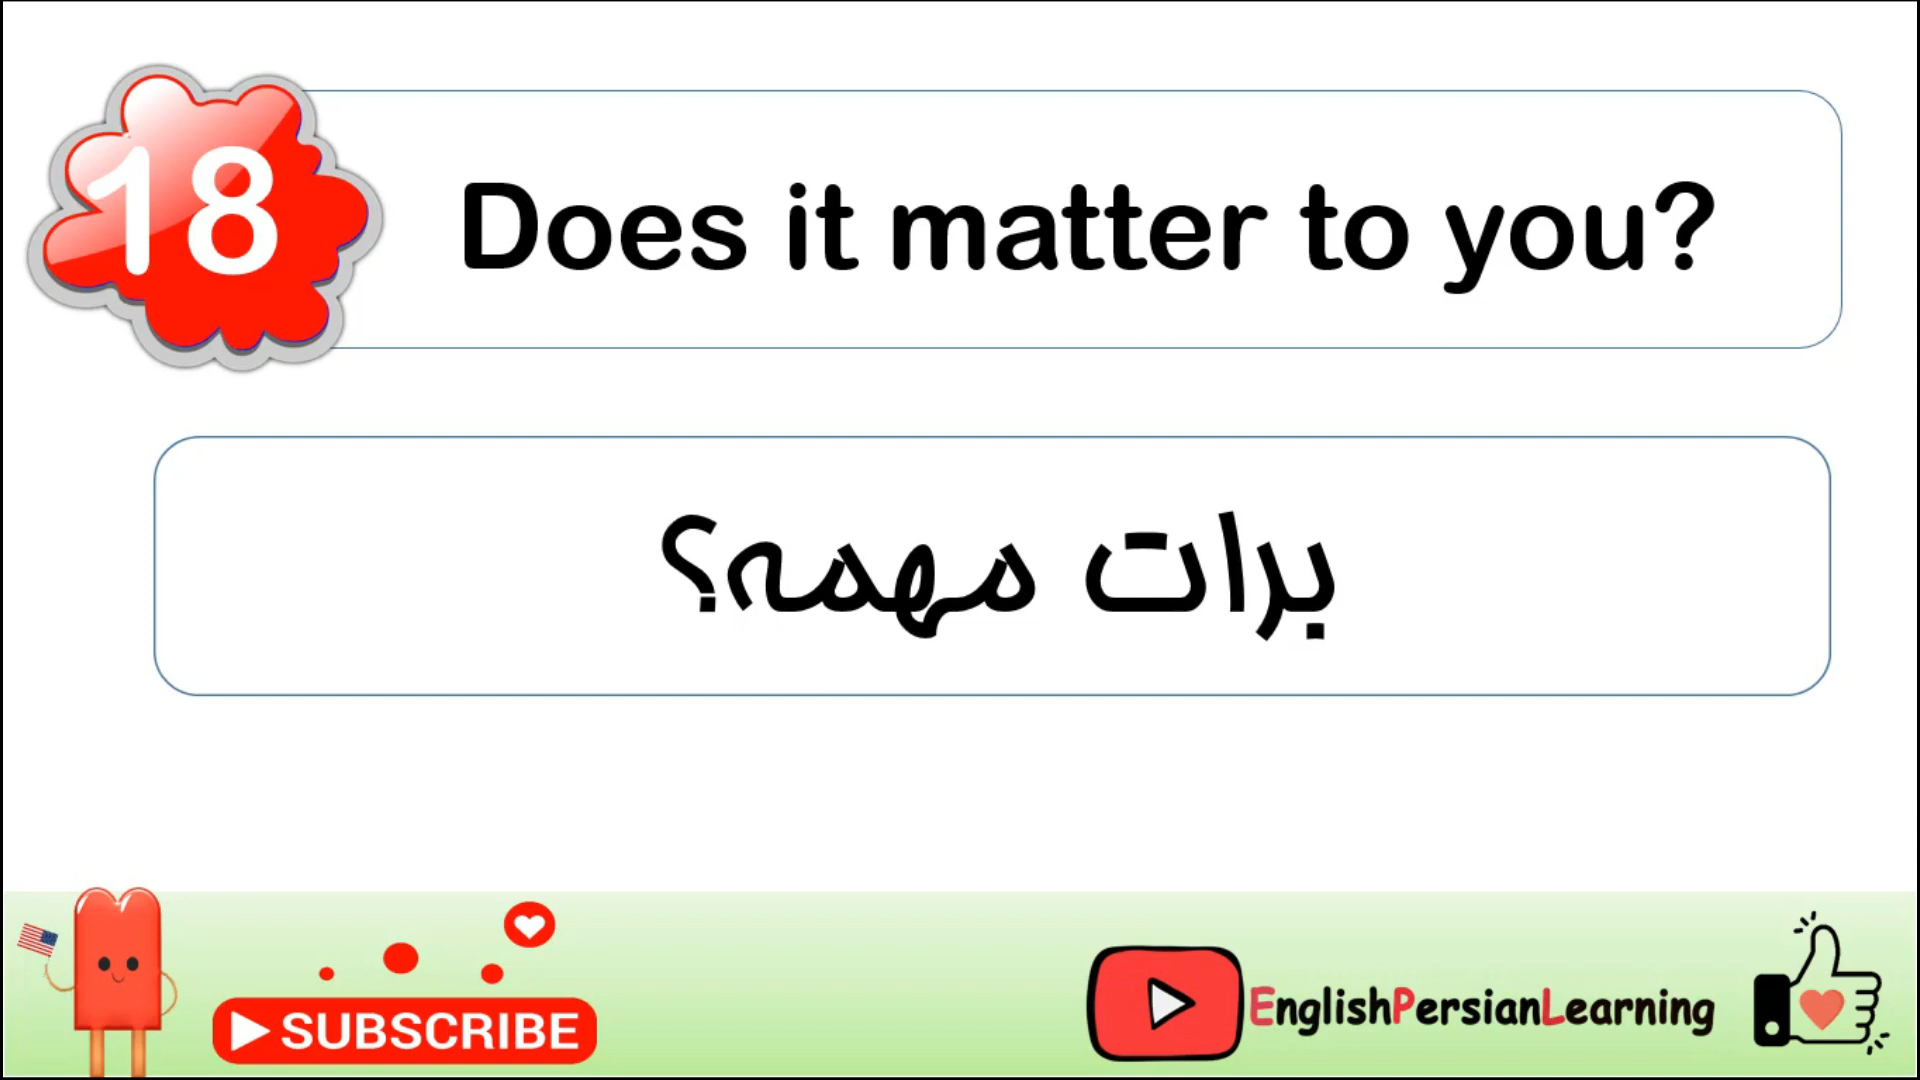 18
Does it matter to you?
برات مهمه؟
SUBSCRIBE
EnglishPersianLearning